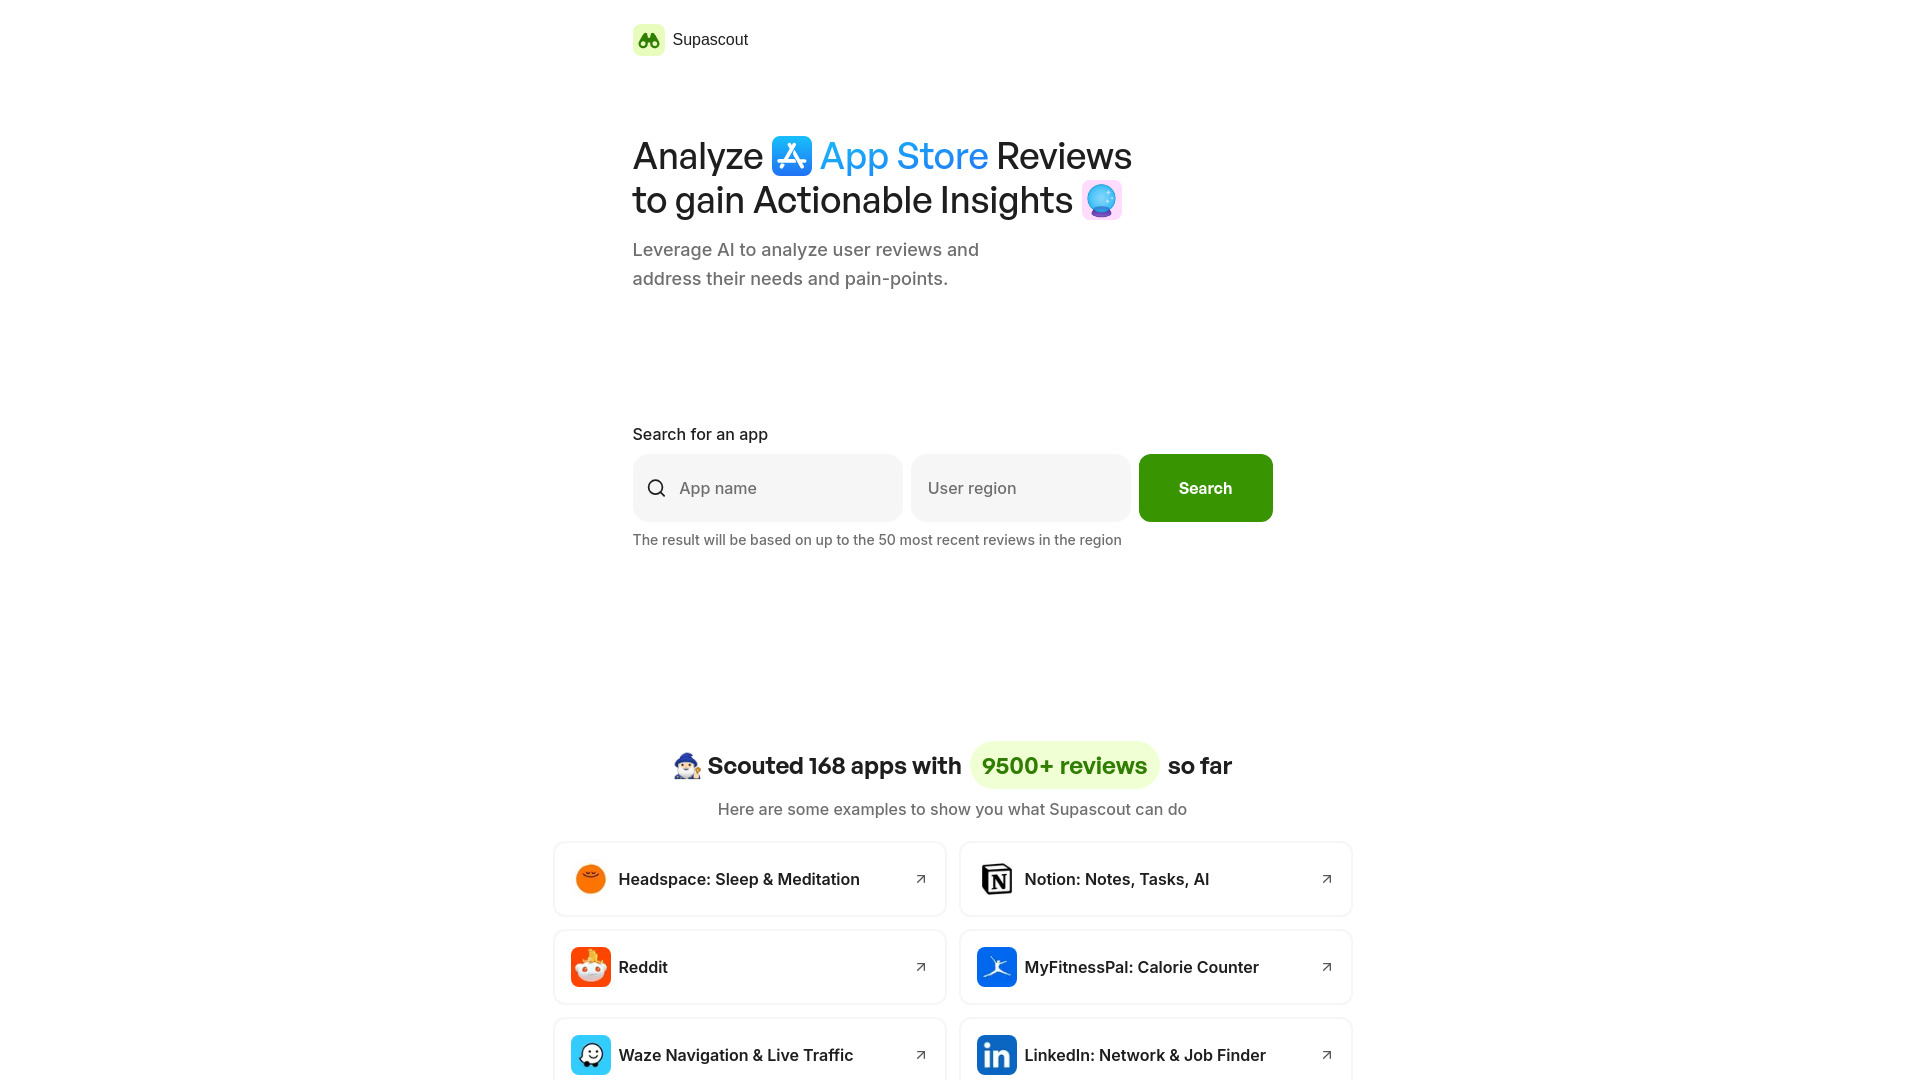 Supascout
Analyze App Store Reviews
to gain Actionable Insights
Leverage AI to analyze user reviews and
address their needs and pain-points.
Search for an app
App name
User region
Search
The result will be based on up to the 50 most recent reviews in the region
Scouted 168 apps with 9500+ reviews so far
Here are some examples to show you what Supascout can do
Headspace: Sleep & Meditation
Notion: Notes, Tasks, AI
Reddit
MyFitnessPal: Calorie Counter
Waze Navigation & Live Traffic
LinkedIn: Network & Job Finder